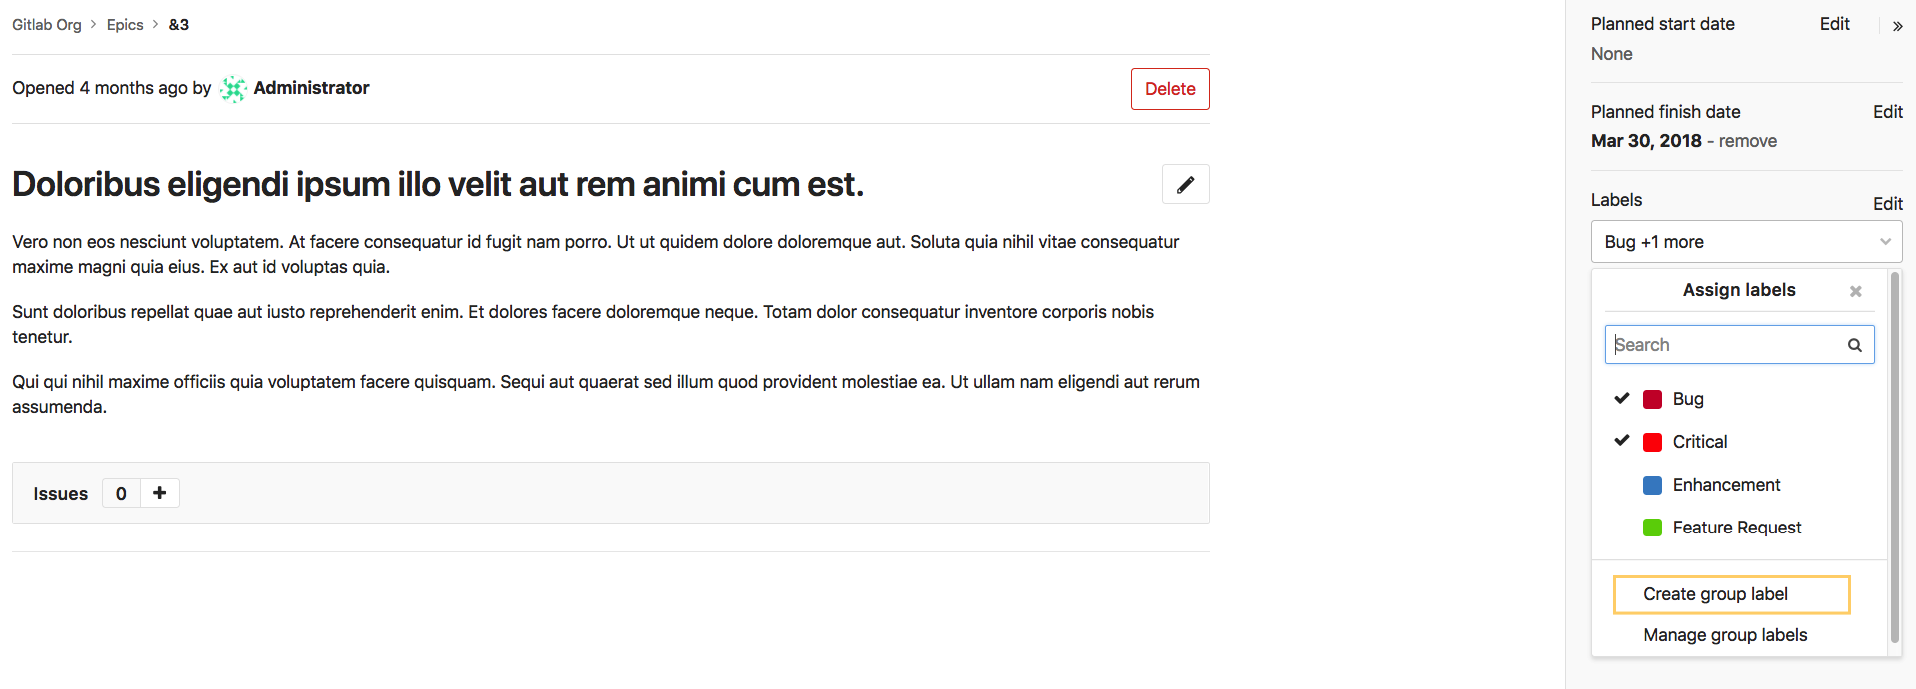 Gitlab Org > Epics > &3
Opened 4 months ago by Administrator
Delete
Doloribus eligendi ipsum illo velit aut rem animi cum est.
Vero non eos nesciunt voluptatem. At facere consequatur id fugit nam porro. Ut ut quidem dolore doloremque aut. Soluta quia nihil vitae consequatur
maxime magni quia eius. Ex aut id voluptas quia.
Sunt doloribus repellat quae aut iusto reprehenderit enim. Et dolores facere doloremque neque. Totam dolor consequatur inventore corporis nobis
tenetur.
Qui qui nihil maxime officiis quia voluptatem facere quisquam. Sequi aut quaerat sed illum quod provident molestiae ea. Ut ullam nam eligendi aut rerum
assumenda.
Issues 0 +
Planned start date Edit »
None
Planned finish date Edit
Mar 30, 2018 - remove
Labels Edit
Bug +1 more
Assign labels
Search
Bug
Critical
Enhancement
Feature Request
Create group label
Manage group labels